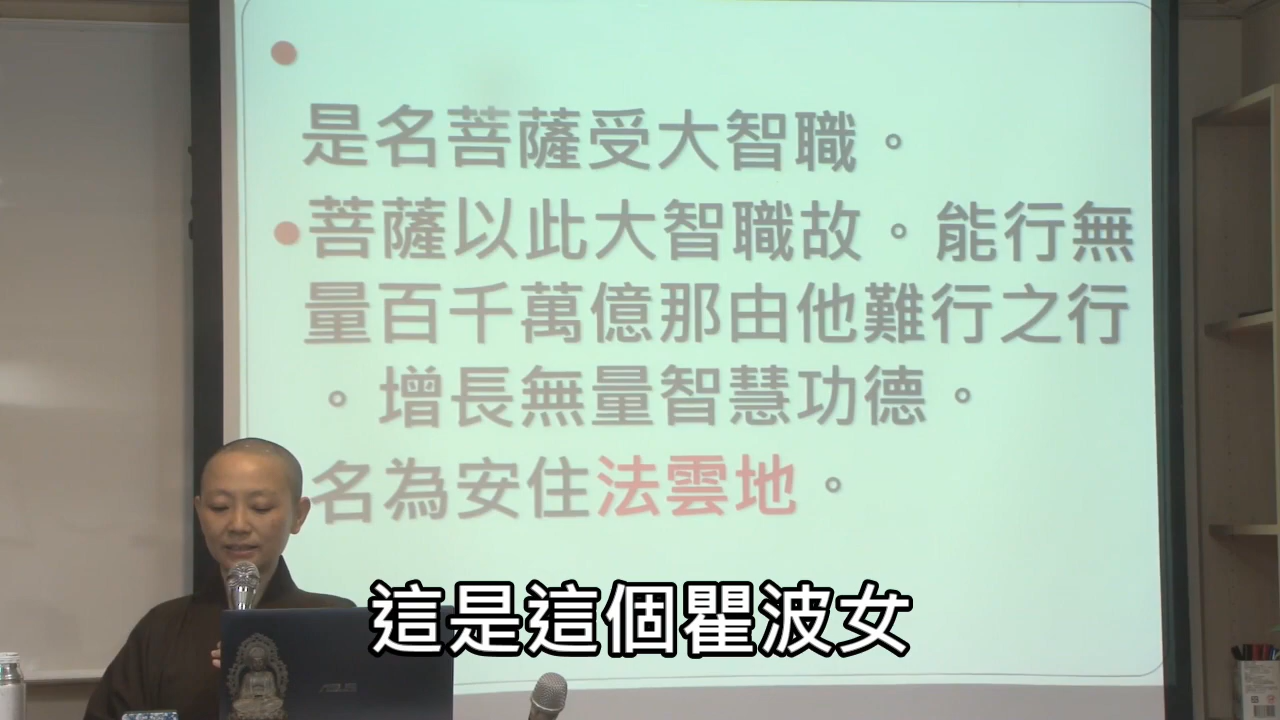 是名菩薩受大智職。
菩薩以此大智職故。能行無
量百千萬億那由他難行之行
。增長無量智慧功德。
名為安住法雲地。
這是這個瞿波女
ASUS